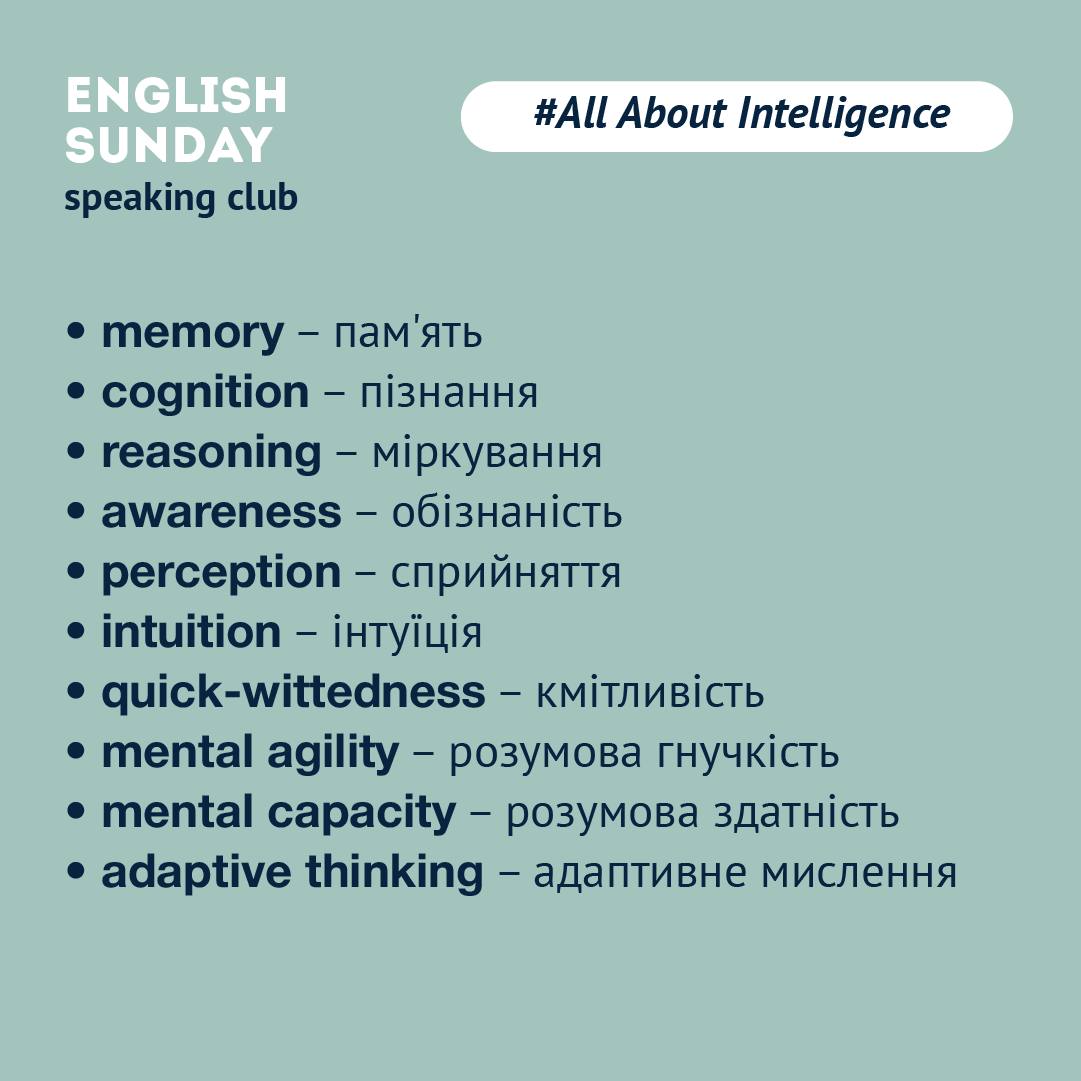 ENGLISH
SUNDAY
speaking club
#All About Intelligence
• memory – пам'ять
• cognition – пізнання
• reasoning – міркування
• awareness – обізнаність
• perception – сприйняття
• intuition – інтуїція
• quick-wittedness – кмітливість
• mental agility – розумова гнучкість
• mental capacity – розумова здатність
• adaptive thinking – адаптивне мислення